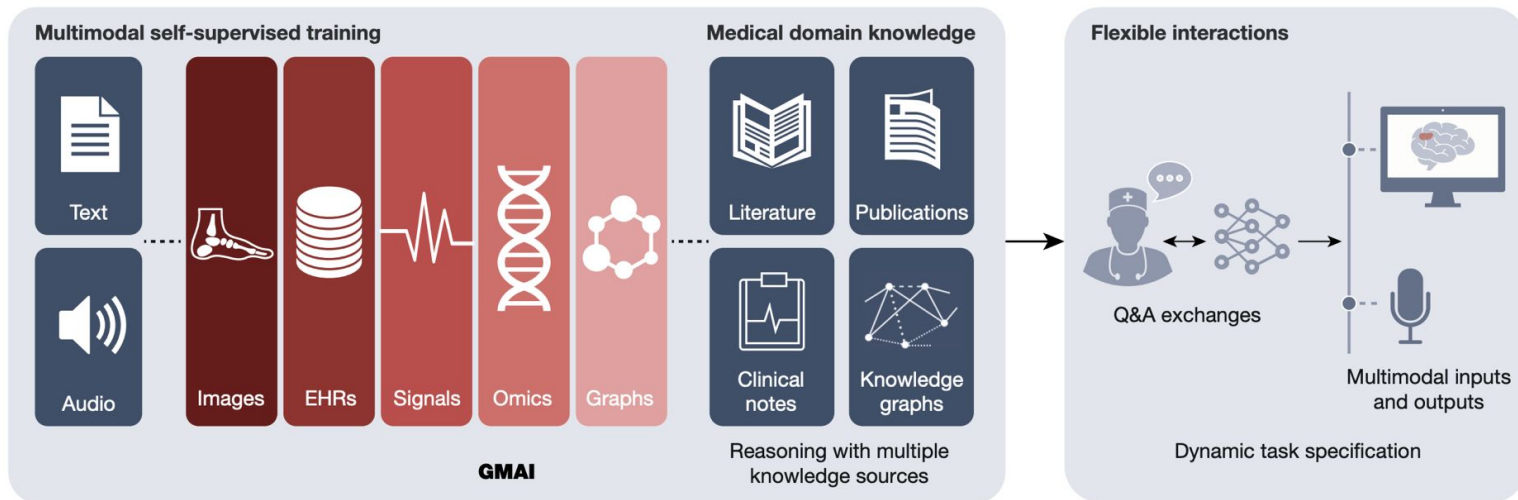 Multimodal self-supervised training
Medical domain knowledge
Flexible interactions
Text
Audio
Images
EHRs
Signals
Omics
Graphs
Literature
Publications
Clinical
notes
Knowledge
graphs
Reasoning with multiple
knowledge sources
GMAI
Q&A exchanges
Multimodal inputs
and outputs
Dynamic task specification